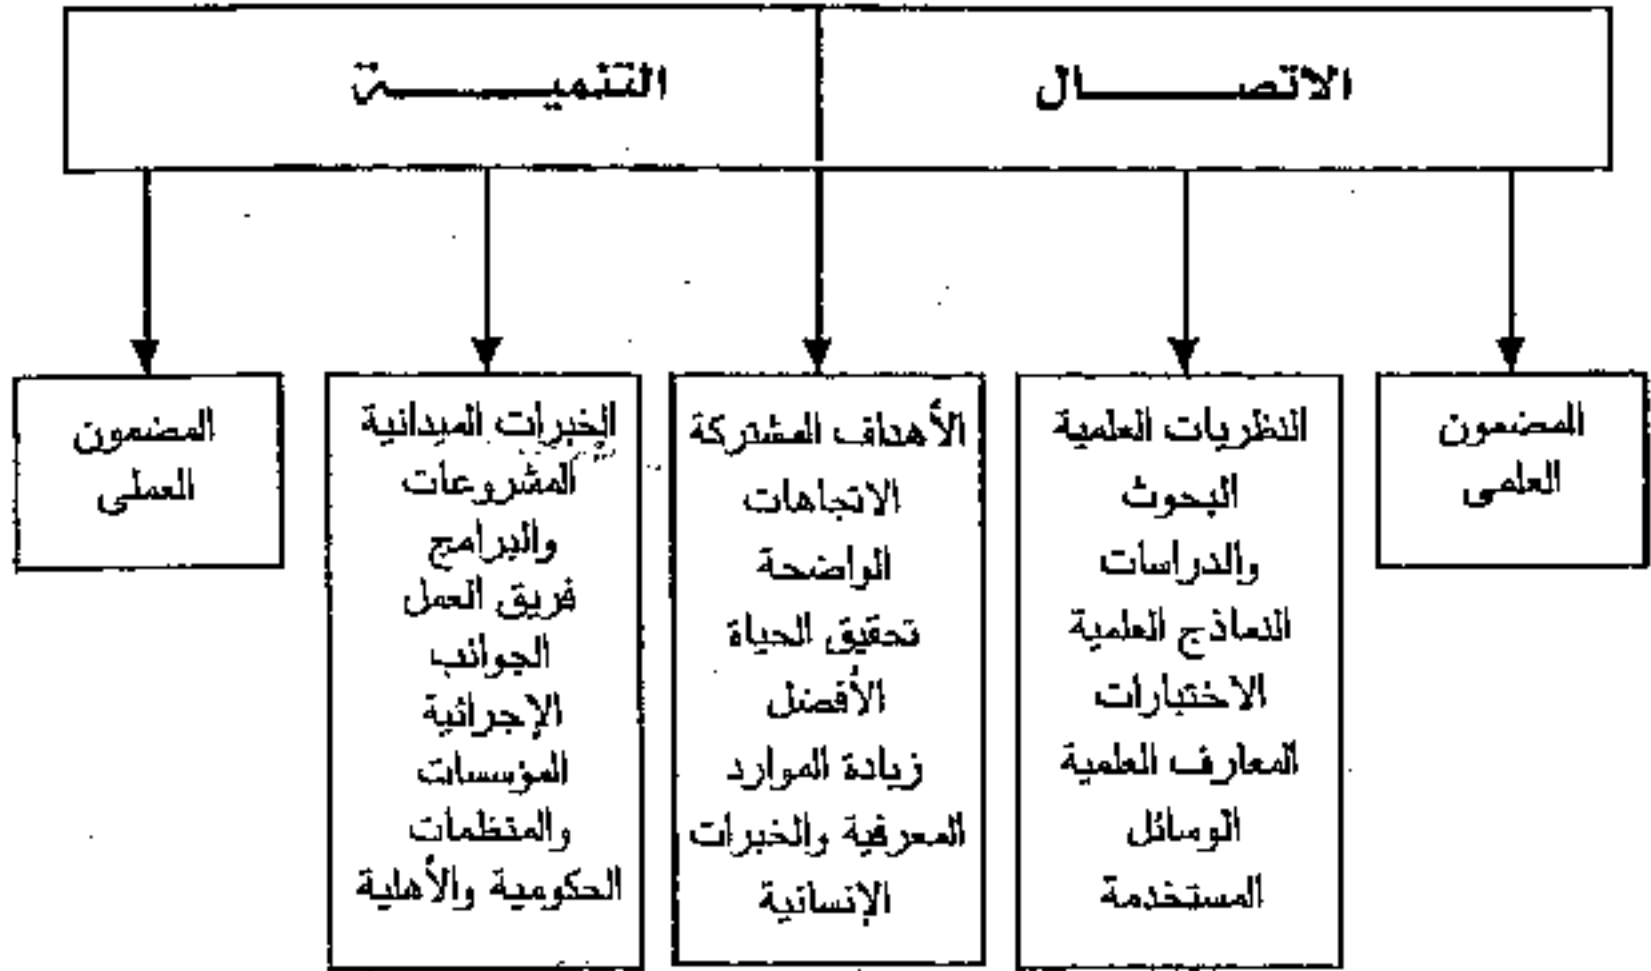 الاتصال
التنمية
المضمون
العلمى
النظريات العلمية
البحوث
والدراسات
النماذج العلمية
الاختبارات
المعارف العلمية
الوسائل
المستخدمة
الأهداف المشتركة
الاتجاهات
الواضحة
تحقيق الحياة
الأفضل
زيادة الموارد
المعرفية والخبرات
الإنسانية
الخبرات الميدانية
المشروعات
والبرامج
فريق العمل
الجوانب
الإجرائية
المؤسسات
والمنظمات
الحكومية والأهلية
المضمون
العملى